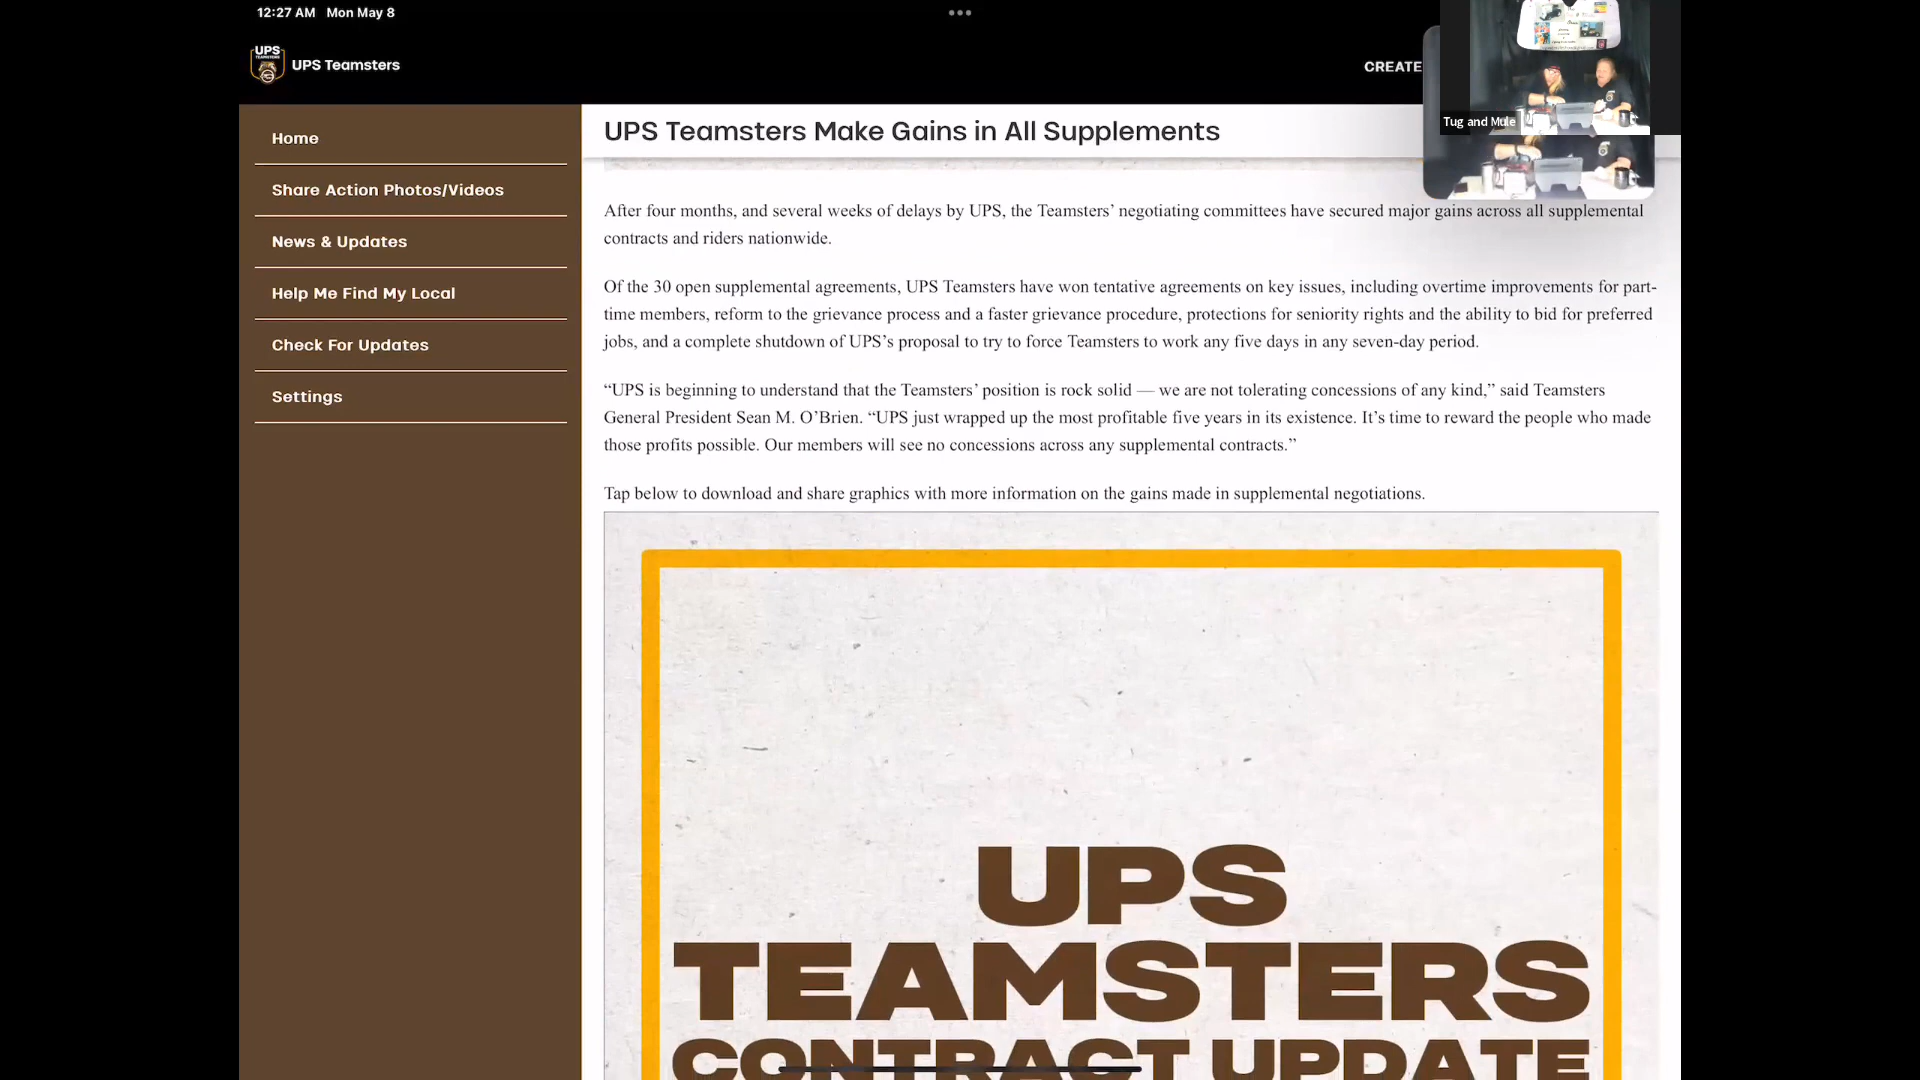 12:27 AM Mon May 8
UPS
TEAMSTERS
UPS Teamsters
CREATE
Tug and Mule
Home
Share Action Photos/Videos
News & Updates
Help Me Find My Local
Check For Updates
Settings
UPS Teamsters Make Gains in All Supplements
After four months, and several weeks of delays by UPS, the Teamsters’ negotiating committees have secured major gains across all supplemental
contracts and riders nationwide.
Of the 30 open supplemental agreements, UPS Teamsters have won tentative agreements on key issues, including overtime improvements for part-
time members, reform to the grievance process and a faster grievance procedure, protections for seniority rights and the ability to bid for preferred
jobs, and a complete shutdown of UPS’s proposal to try to force Teamsters to work any five days in any seven-day period.
“UPS is beginning to understand that the Teamsters’ position is rock solid — we are not tolerating concessions of any kind,” said Teamsters
General President Sean M. O’Brien. “UPS just wrapped up the most profitable five years in its existence. It’s time to reward the people who made
those profits possible. Our members will see no concessions across any supplemental contracts.”
Tap below to download and share graphics with more information on the gains made in supplemental negotiations.
UPS
TEAMSTERS
CONTRACT UPDATE